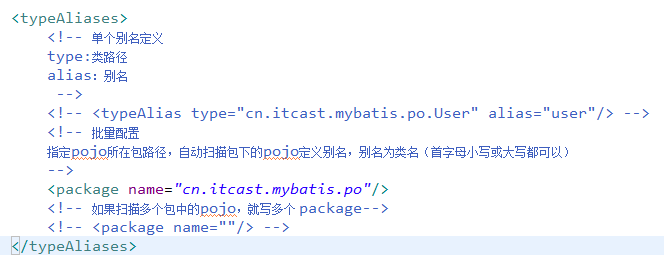 <typeAliases>
<!-- 单个别名定义
type:类路径
alias：别名
-->
<!-- <typeAlias type="cn.itcast.mybatis.po.User" alias="user"/> -->
<!-- 批量配置
指定pojo所在包路径，自动扫描包下的pojo定义别名，别名为类名（首字母小写或大写都可以）
-->
<package name="cn.itcast.mybatis.po"/>
<!-- 如果扫描多个包中的pojo，就写多个 package-->
<!-- <package name=""/> -->
</typeAliases>